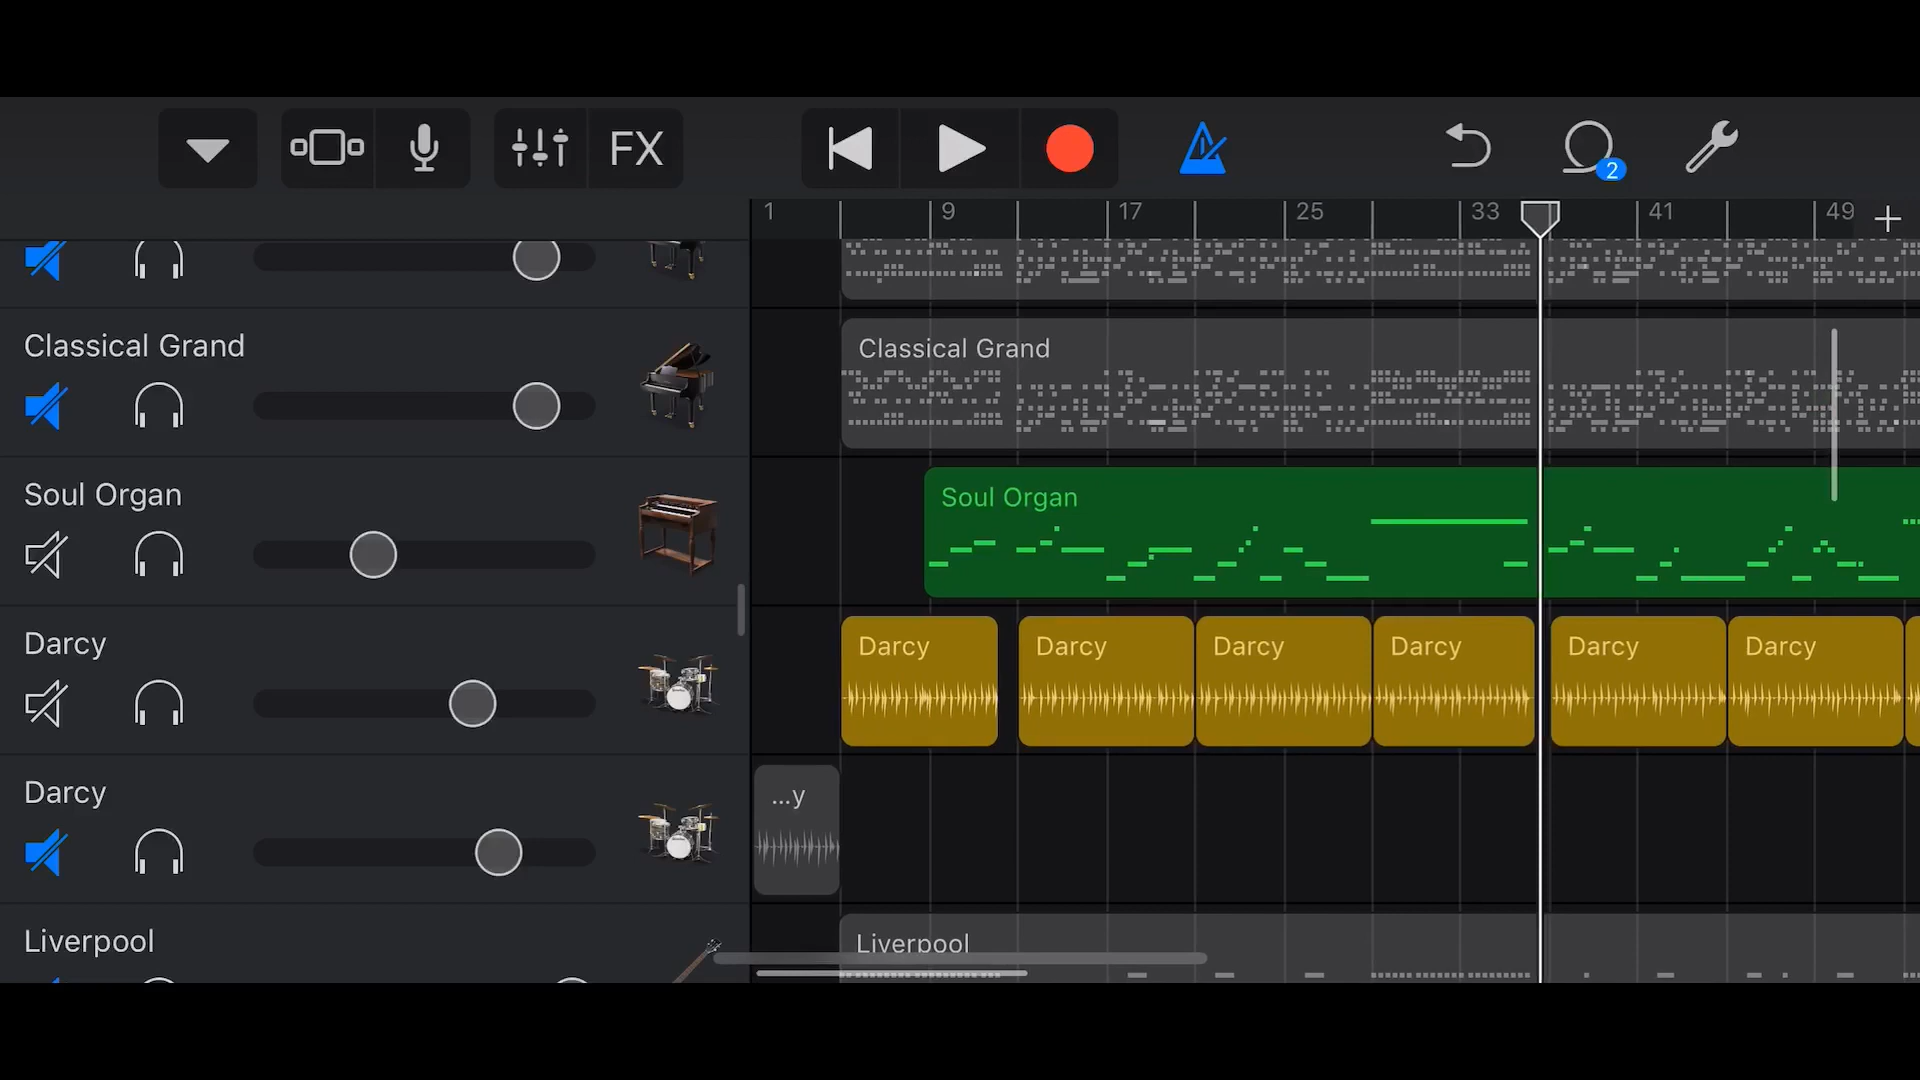 FX
2
1 9 17 25 33 41 49
Classical Grand
Classical Grand
Soul Organ
Soul Organ
Darcy
Darcy Darcy Darcy Darcy Darcy Darcy
Darcy
...y
Liverpool
Liverpool